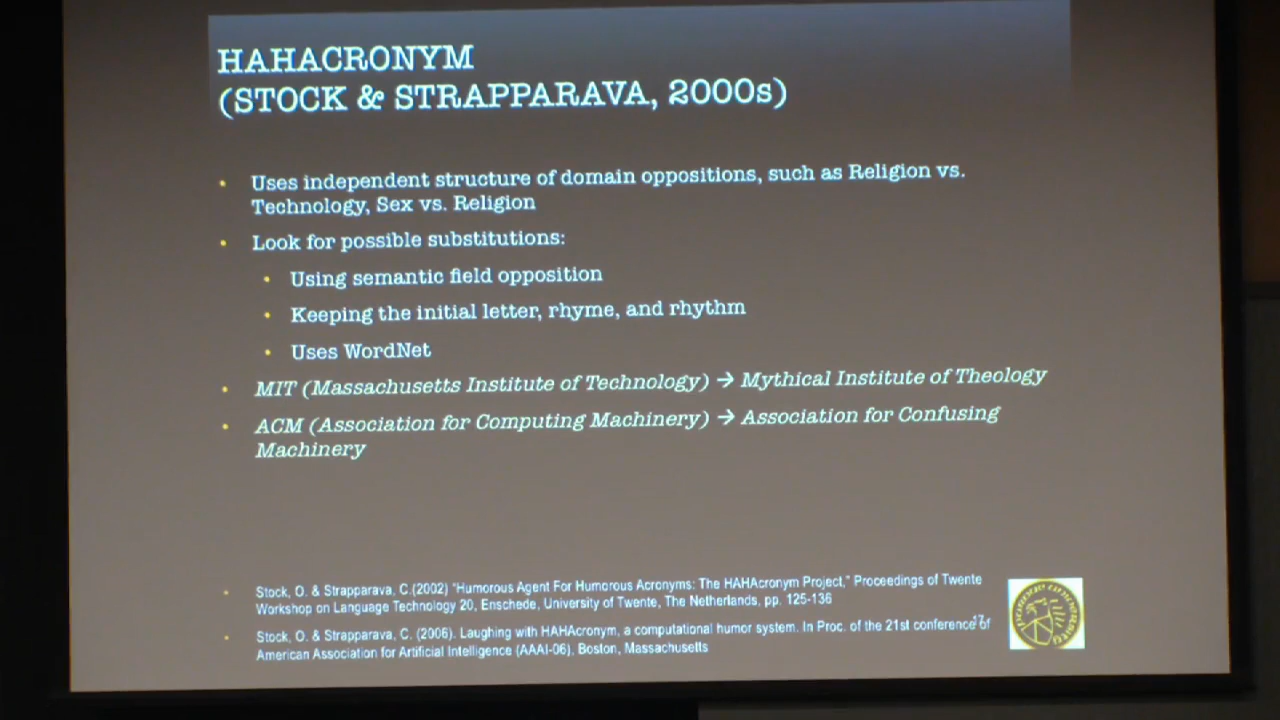 HAHACRONYM
(STOCK & STRAPPARAVA, 2000s)
• Uses independent structure of domain oppositions, such as Religion vs.
Technology, Sex vs. Religion
• Look for possible substitutions:
• Using semantic field opposition
• Keeping the initial letter, rhyme, and rhythm
• Uses WordNet
• MIT (Massachusetts Institute of Technology) → Mythical Institute of Theology
• ACM (Association for Computing Machinery) → Association for Confusing
Machinery
• Stock, O. & Strapparava, C.(2002) "Humorous Agent For Humorous Acronyms: The HAHAcronym Project," Proceedings of Twente
Workshop on Language Technology 20, Enschede, University of Twente, The Netherlands, pp. 125-136
• Stock, O. & Strapparava, C. (2006). Laughing with HAHAcronym, a computational humor system. In Proc. of the 21st conference of
American Association for Artificial Intelligence (AAAI-06), Boston, Massachusetts